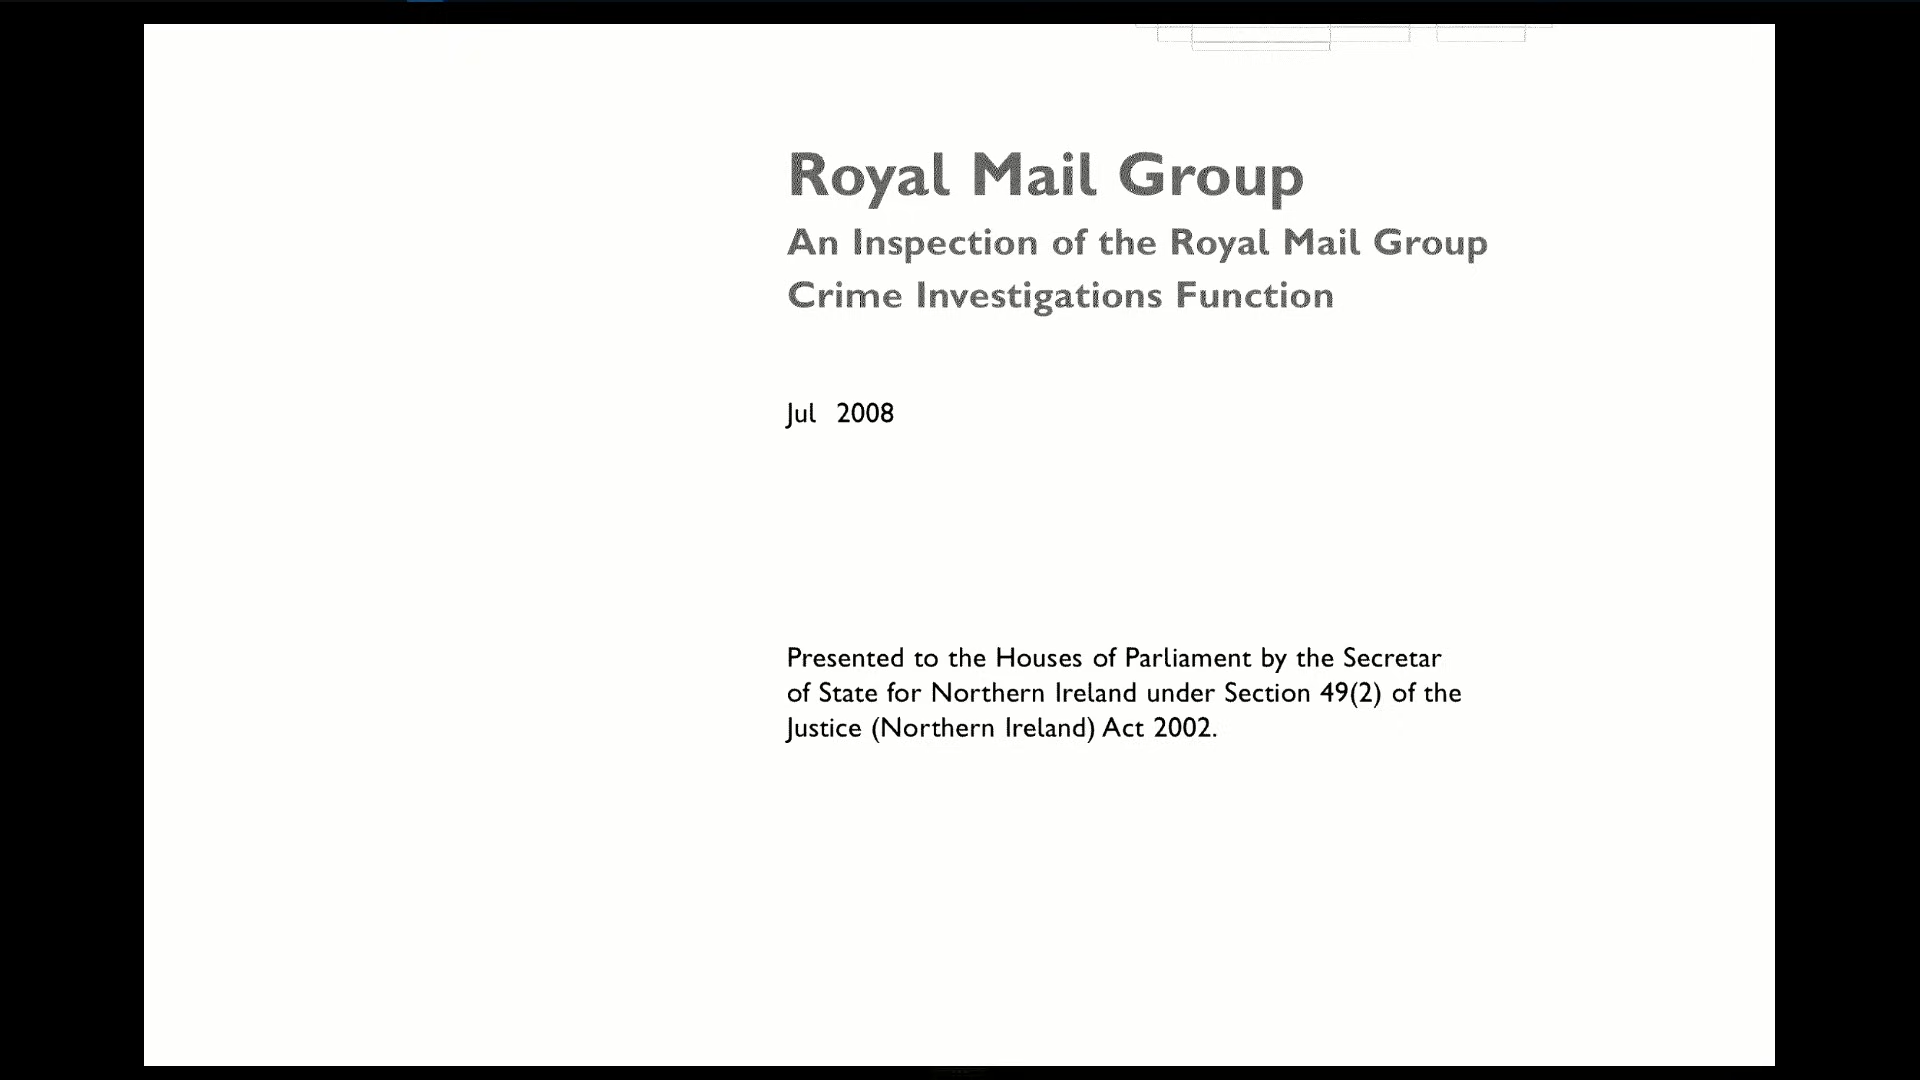 Royal Mail Group
An Inspection of the Royal Mail Group
Crime Investigations Function
Jul 2008
Presented to the Houses of Parliament by the Secretar
of State for Northern Ireland under Section 49(2) of the
Justice (Northern Ireland) Act 2002.